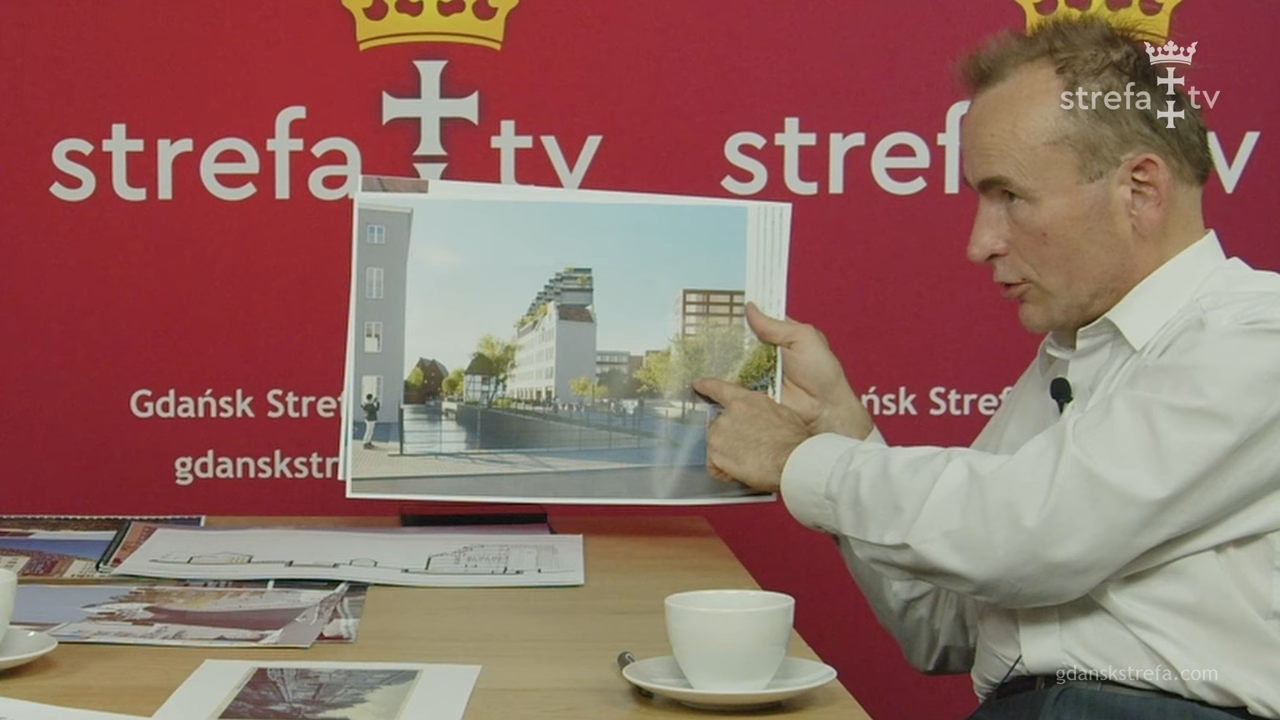 strefa tv
strefa tv
strefa tv
Gdańsk Stref
ńsk Stref
gdanskstr
gdanskstrefa.com